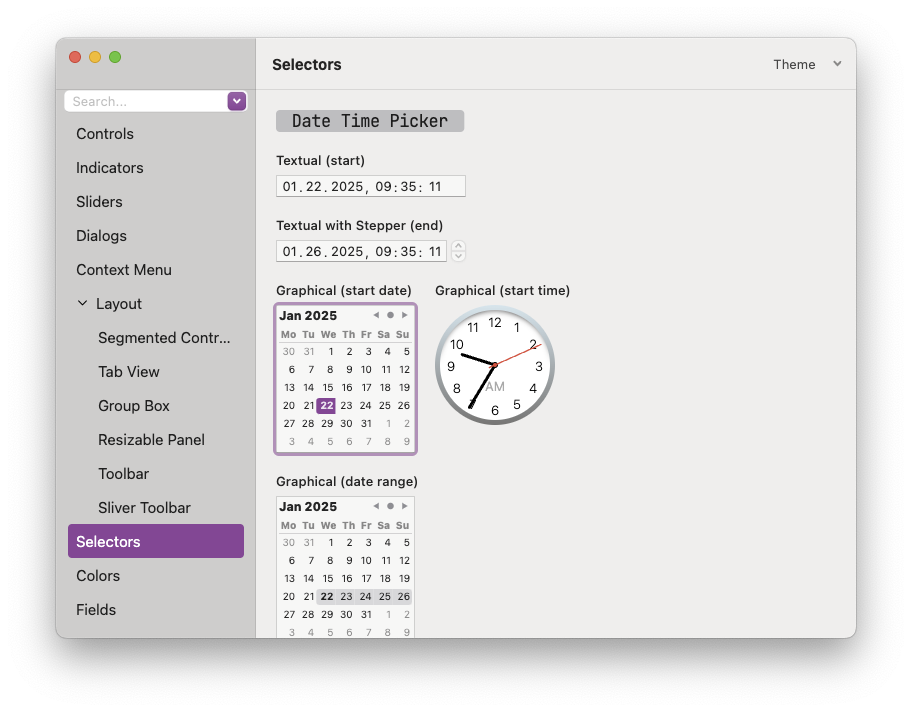 Selectors
Theme
Search...
Controls
Indicators
Sliders
Dialogs
Context Menu
Layout
Segmented Contr...
Tab View
Group Box
Resizable Panel
Toolbar
Sliver Toolbar
Selectors
Colors
Fields
Date Time Picker
Textual (start)
01.22.2025, 09:35:11
Textual with Stepper (end)
01.26.2025, 09:35:11
Graphical (start date)
Jan 2025
Mo Tu We Th Fr Sa Su
30 31 1 2 3 4 5
6 7 8 9 10 11 12
13 14 15 16 17 18 19
20 21 22 23 24 25 26
27 28 29 30 31 1 2
3 4 5 6 7 8 9
Graphical (start time)
12
11 1
10 2
9 3
AM
8 4
7 5
6
Graphical (date range)
Jan 2025
Mo Tu We Th Fr Sa Su
30 31 1 2 3 4 5
6 7 8 9 10 11 12
13 14 15 16 17 18 19
20 21 22 23 24 25 26
27 28 29 30 31 1 2
3 4 5 6 7 8 9